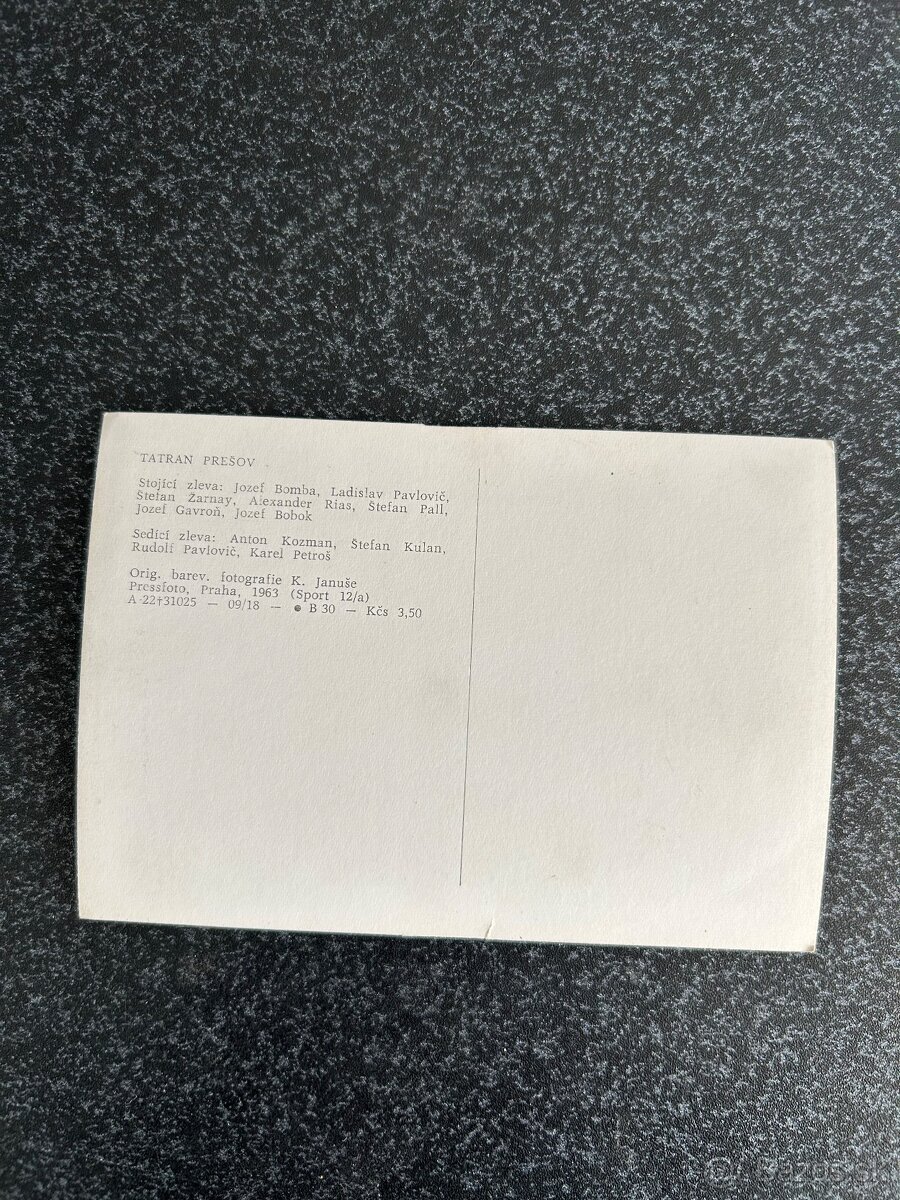 TATRAN PREŠOV
Stojící zleva: Jozef Bomba, Ladislav Pavlovič,
Štefan Žarnay, Alexander Rias, Štefan Pall,
Jozef Gavroň, Jozef Bobok
Sedící zleva: Anton Kozman, Štefan Kulan,
Rudolf Pavlovič, Karel Petroš
Orig. barev. fotografie K. Januše
Pressfoto, Praha, 1963 (Sport 12/a)
A-22†31025 — 09/18 — ● B 30 — Kčs 3,50
bazos.sk